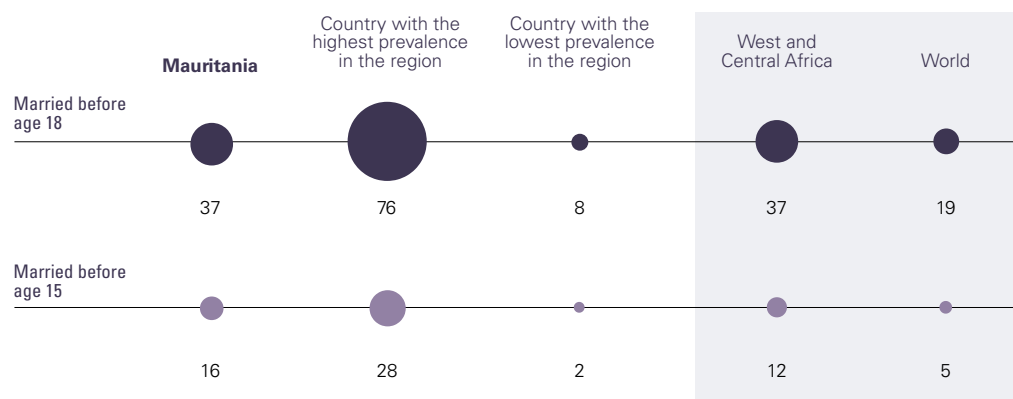 Mauritania
Country with the
highest prevalence
in the region
Country with the
lowest prevalence
in the region
West and
Central Africa
World
Married before
age 18
37
76
8
37
19
Married before
age 15
16
28
2
12
5